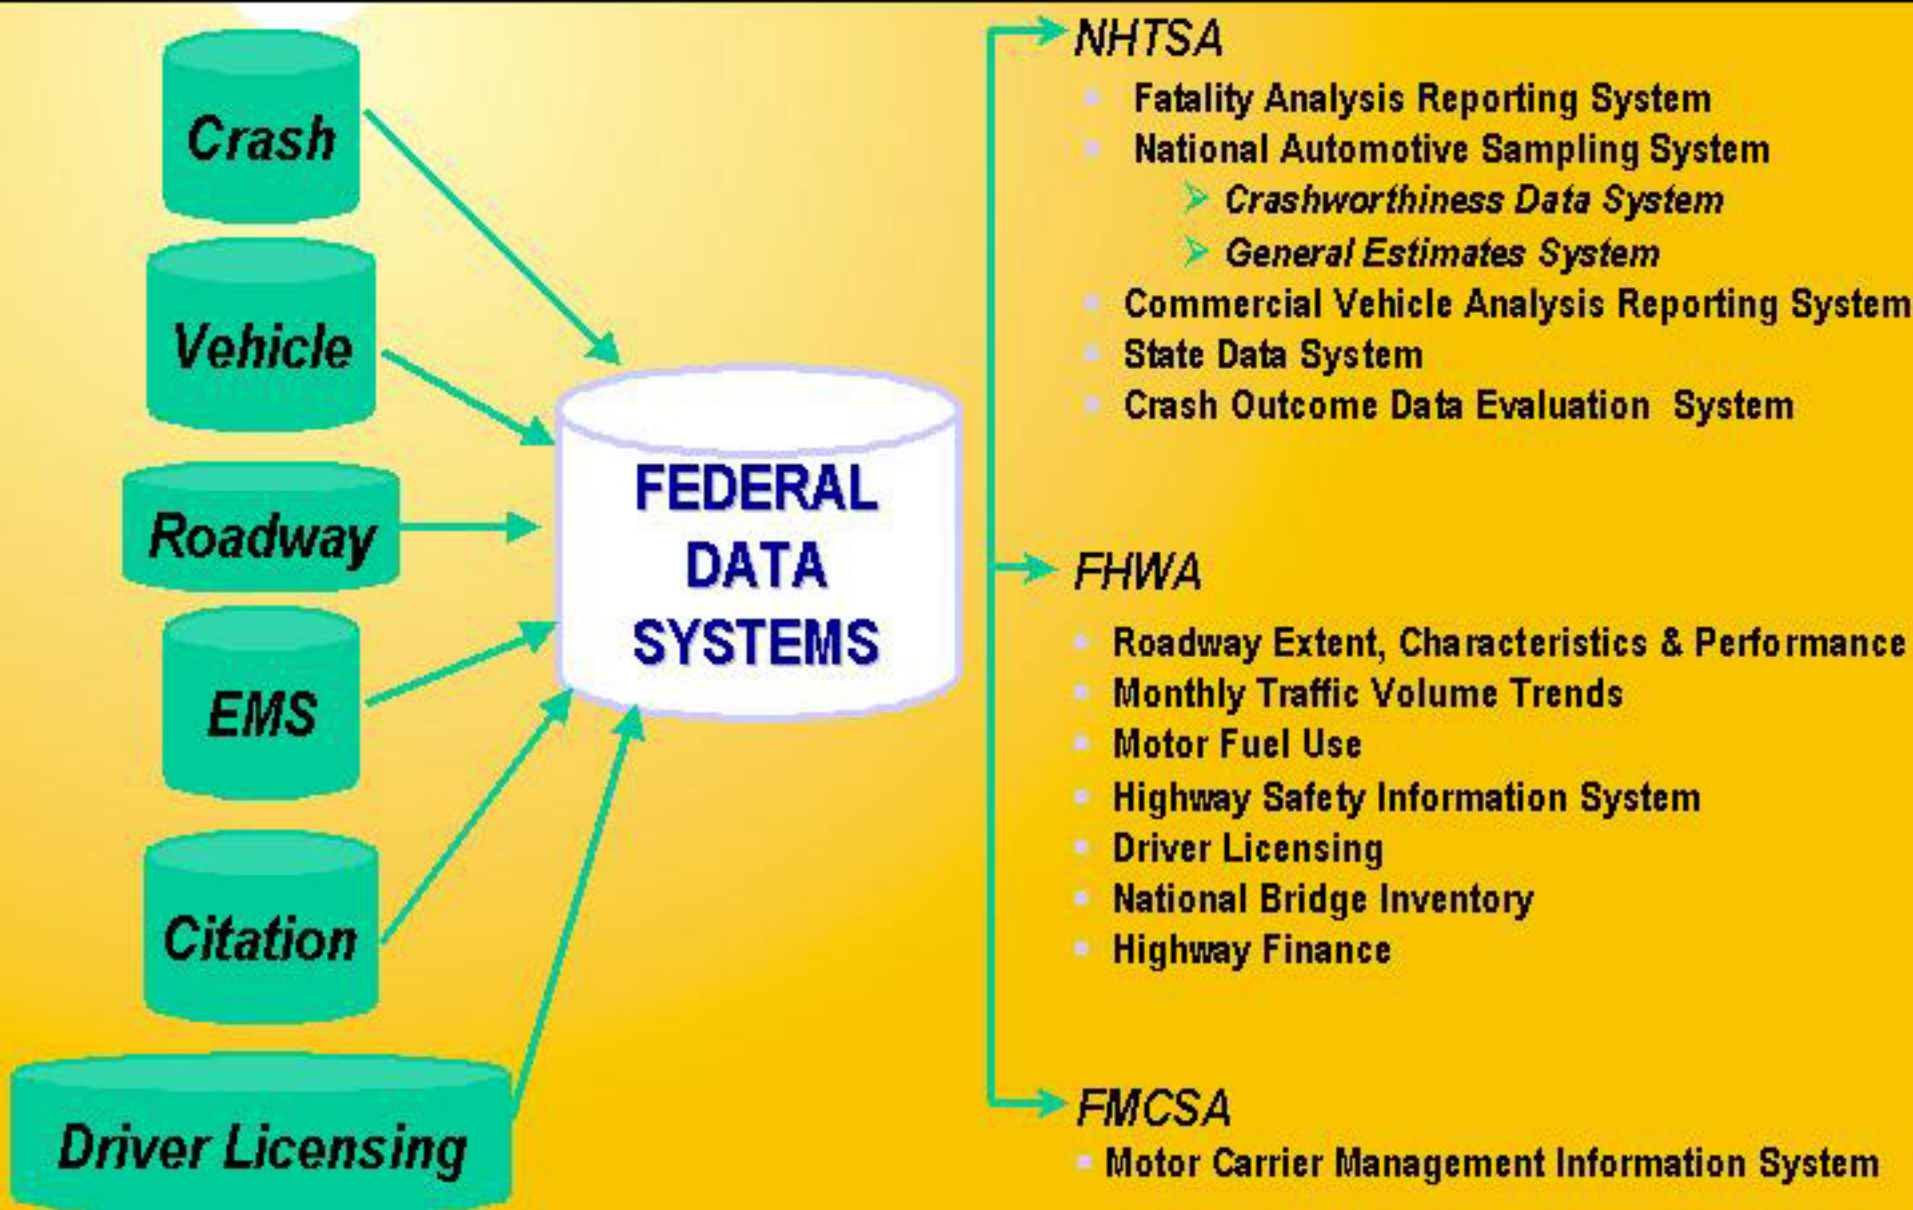 Crash
Vehicle
Roadway
EMS
Citation
Driver Licensing
FEDERAL
DATA
SYSTEMS
NHTSA
Fatality Analysis Reporting System
National Automotive Sampling System
Crashworthiness Data System
General Estimates System
Commercial Vehicle Analysis Reporting System
State Data System
Crash Outcome Data Evaluation System
FHWA
Roadway Extent, Characteristics & Performance
Monthly Traffic Volume Trends
Motor Fuel Use
Highway Safety Information System
Driver Licensing
National Bridge Inventory
Highway Finance
FMCSA
Motor Carrier Management Information System